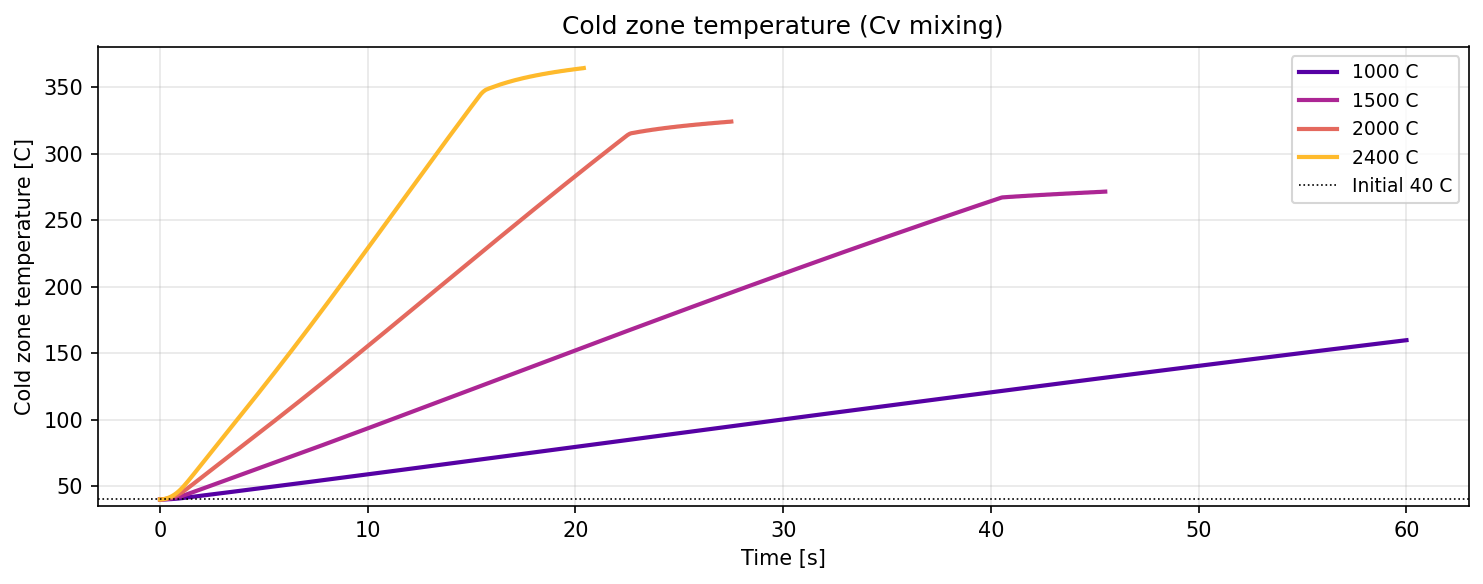 Cold zone temperature (Cv mixing)
Cold zone temperature [C]
350
300
250
200
150
100
50
1000 C
1500 C
2000 C
2400 C
Initial 40 C
0
10
20
30
40
50
60
Time [s]